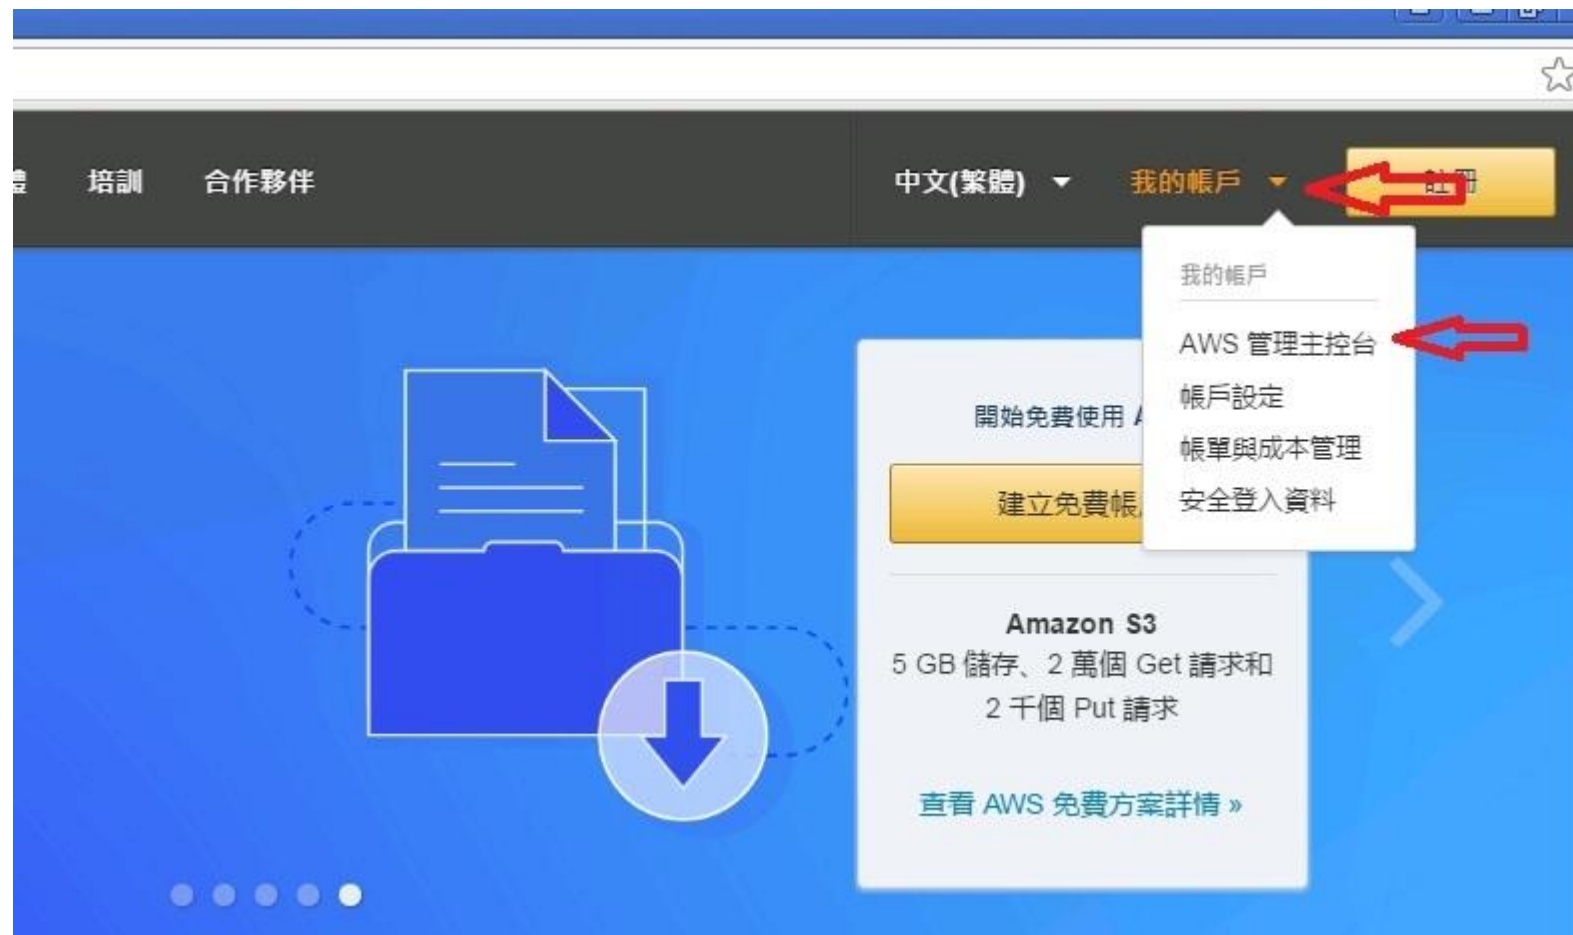 培訓 合作夥伴 中文(繁體) 我的帳戶 註冊
我的帳戶
AWS 管理主控台
帳戶設定
帳單與成本管理
安全登入資料
開始免費使用
建立免費帳
Amazon S3
5 GB 儲存、2 萬個 Get 請求和
2 千個 Put 請求
查看 AWS 免費方案詳情 »